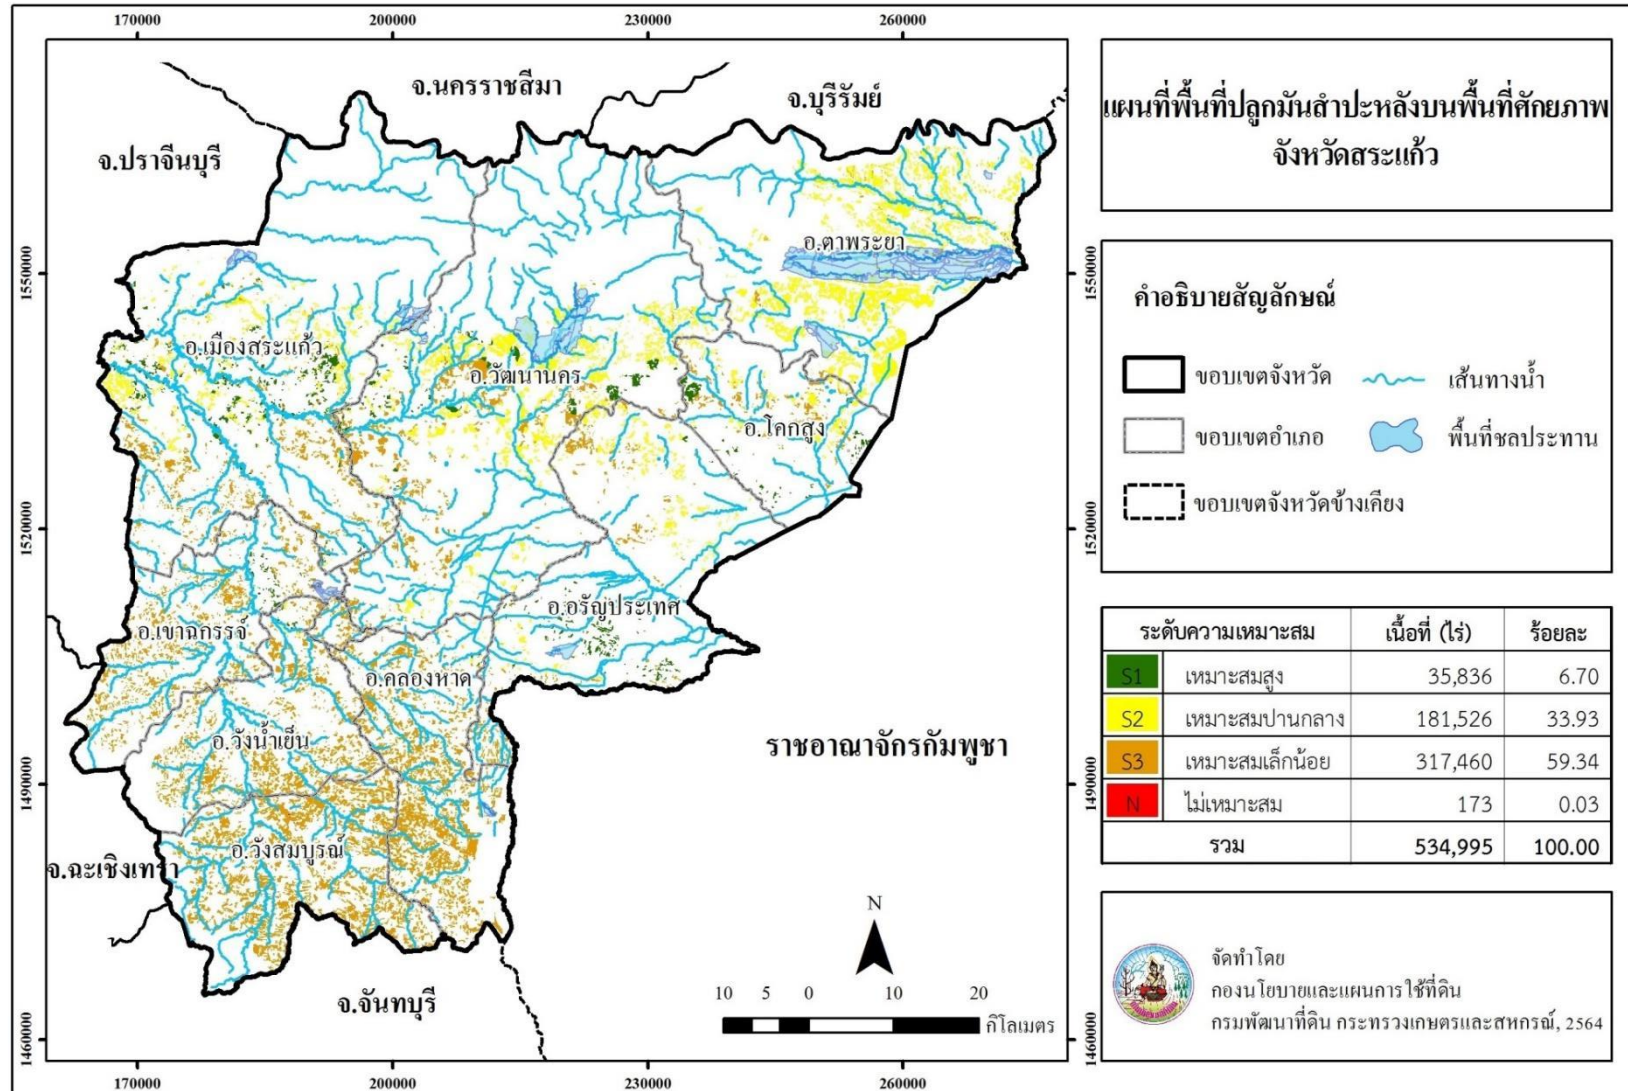 170000 200000 230000 260000
แผนที่พื้นที่ปลูกมันสำปะหลังบนพื้นที่ศักยภาพ
จังหวัดสระแก้ว
จ.นครราชสีมา
จ.บุรีรัมย์
จ.ปราจีนบุรี
อ.ตาพระยา
1550000 1550000
อ.เมืองสระแก้ว
อ.วัฒนานคร
อ.โคกสูง
1520000 1520000
อ.อรัญประเทศ
อ.เขาฉกรรจ์
อ.คลองหาด
อ.วังน้ำเย็น
ราชอาณาจักรกัมพูชา
1490000 1490000
อ.วังสมบูรณ์
จ.ฉะเชิงเทรา
จ.จันทบุรี
N
10 5 0 10 20
กิโลเมตร
1460000 1460000
170000 200000 230000 260000
คำอธิบายสัญลักษณ์
ขอบเขตจังหวัด เส้นทางน้ำ
ขอบเขตอำเภอ พื้นที่ชลประทาน
ขอบเขตจังหวัดข้างเคียง
ระดับความเหมาะสม เนื้อที่ (ไร่) ร้อยละ
S1 เหมาะสมสูง 35,836 6.70
S2 เหมาะสมปานกลาง 181,526 33.93
S3 เหมาะสมเล็กน้อย 317,460 59.34
N ไม่เหมาะสม 173 0.03
รวม 534,995 100.00
จัดทำโดย
กองนโยบายและแผนการใช้ที่ดิน
กรมพัฒนาที่ดิน กระทรวงเกษตรและสหกรณ์, 2564